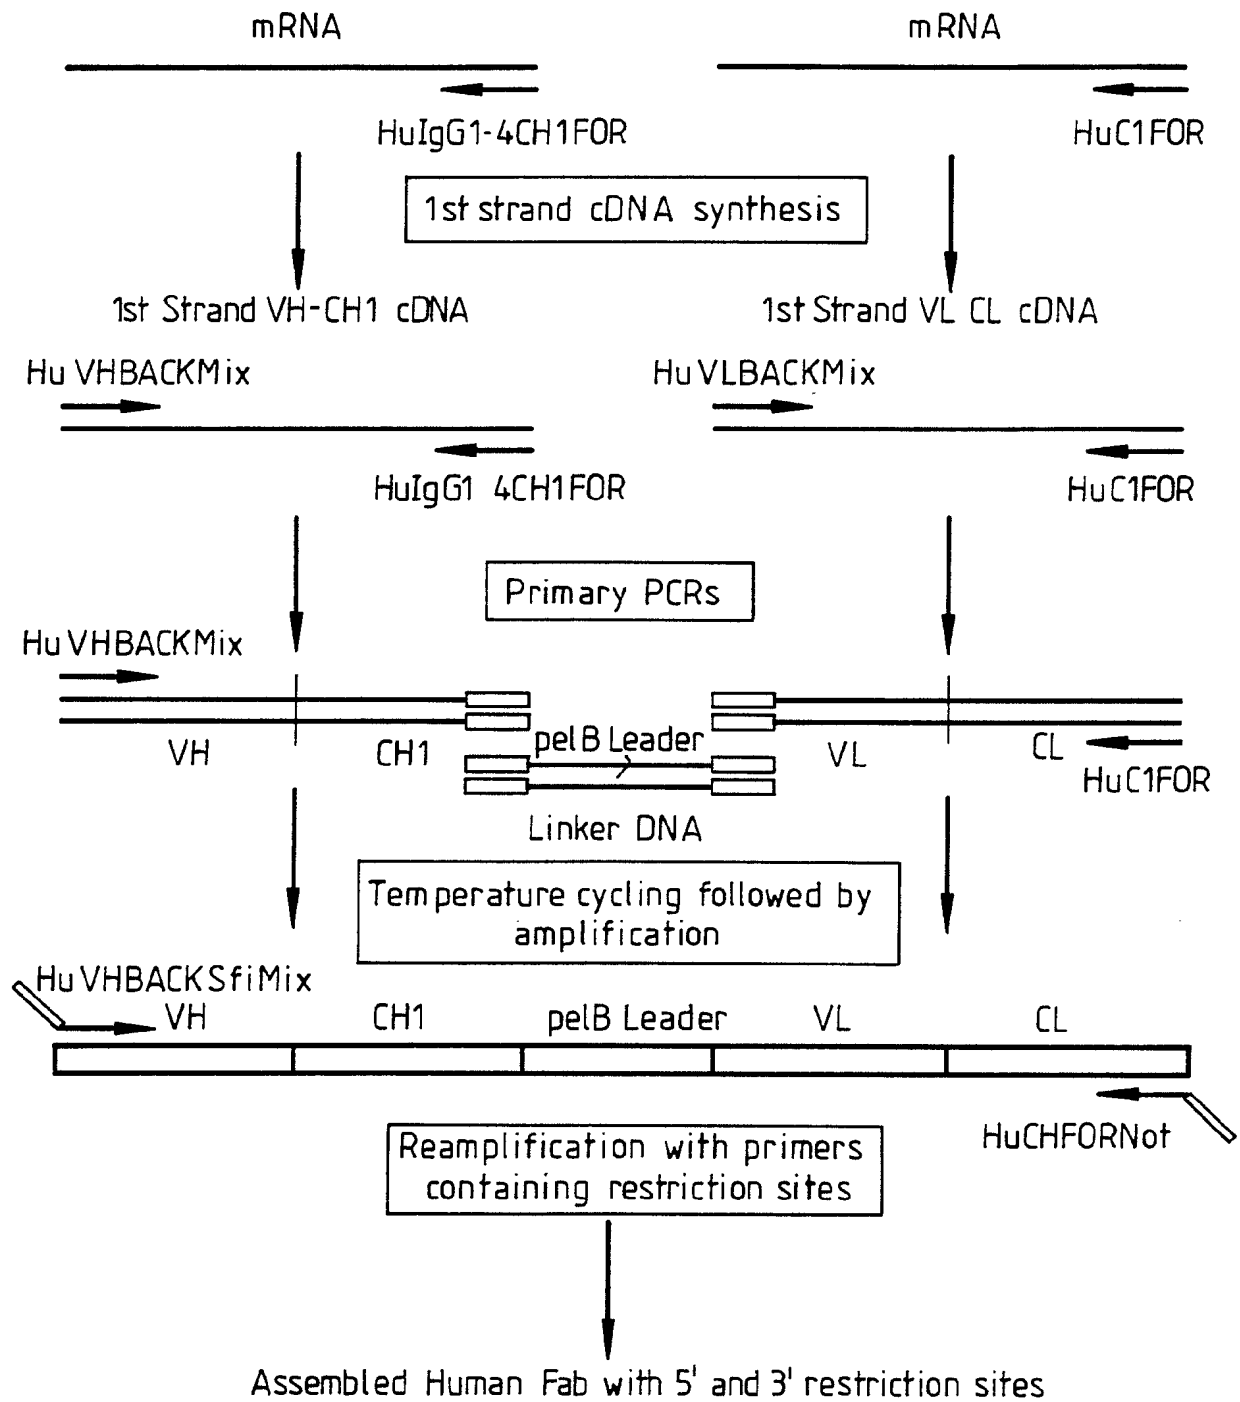 mRNA
mRNA
HuIgG1-4CH1FOR
HuC1FOR
1st strand cDNA synthesis
1st Strand VH-CH1 cDNA
1st Strand VL CL cDNA
Hu VHBACKMix
Hu VLBACKMix
HuIgG1 4CH1FOR
HuC1FOR
Primary PCRs
Hu VHBACKMix
pelB Leader
VH
CH1
VL
CL
HuC1FOR
Linker DNA
Temperature cycling followed by
amplification
Hu VHBACKSfiMix
VH
CH1
pelB Leader
VL
CL
HuCHFORNot
Reamplification with primers
containing restriction sites
Assembled Human Fab with 5' and 3' restriction sites